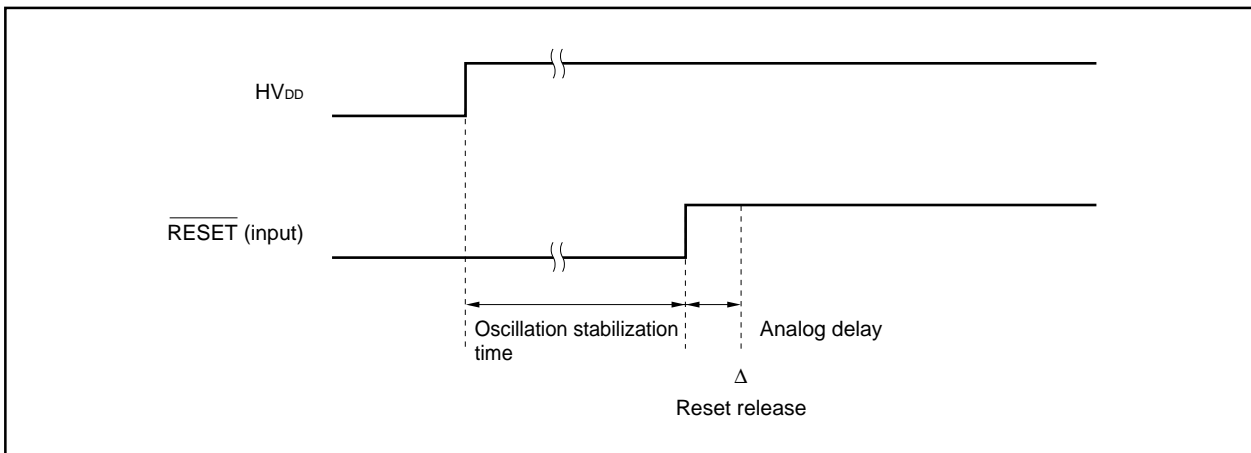 HVDD
RESET (input)
Oscillation stabilization
time
Analog delay
Δ
Reset release